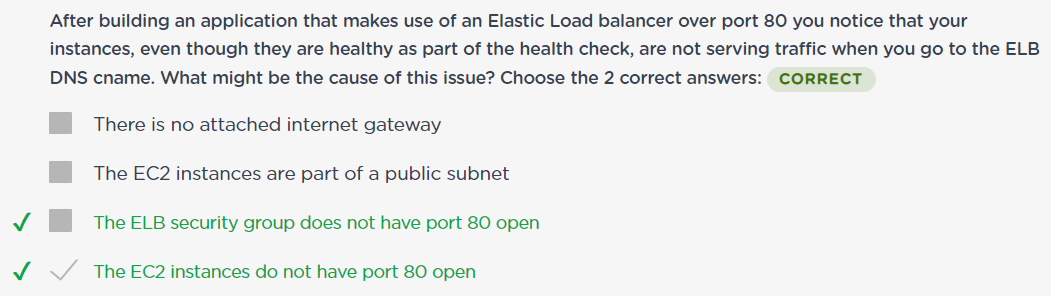 After building an application that makes use of an Elastic Load balancer over port 80 you notice that your
instances, even though they are healthy as part of the health check, are not serving traffic when you go to the ELB
DNS cname. What might be the cause of this issue? Choose the 2 correct answers: CORRECT
There is no attached internet gateway
The EC2 instances are part of a public subnet
The ELB security group does not have port 80 open
The EC2 instances do not have port 80 open